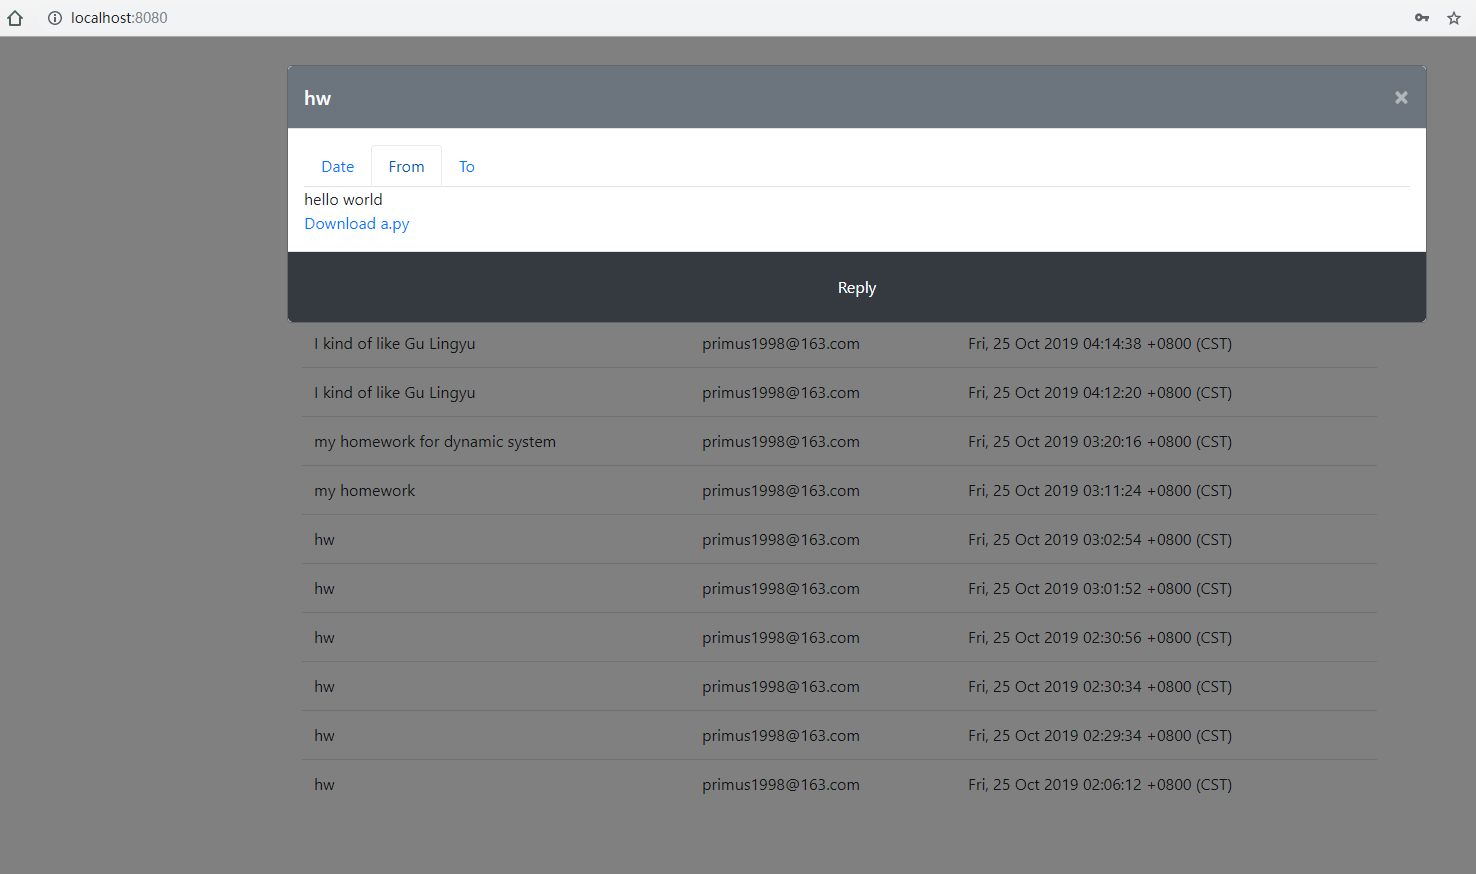 localhost:8080
hw ×
Date From To
hello world
Download a.py
Reply
I kind of like Gu Lingyu primus1998@163.com Fri, 25 Oct 2019 04:14:38 +0800 (CST)
I kind of like Gu Lingyu primus1998@163.com Fri, 25 Oct 2019 04:12:20 +0800 (CST)
my homework for dynamic system primus1998@163.com Fri, 25 Oct 2019 03:20:16 +0800 (CST)
my homework primus1998@163.com Fri, 25 Oct 2019 03:11:24 +0800 (CST)
hw primus1998@163.com Fri, 25 Oct 2019 03:02:54 +0800 (CST)
hw primus1998@163.com Fri, 25 Oct 2019 03:01:52 +0800 (CST)
hw primus1998@163.com Fri, 25 Oct 2019 02:30:56 +0800 (CST)
hw primus1998@163.com Fri, 25 Oct 2019 02:30:34 +0800 (CST)
hw primus1998@163.com Fri, 25 Oct 2019 02:29:34 +0800 (CST)
hw primus1998@163.com Fri, 25 Oct 2019 02:06:12 +0800 (CST)